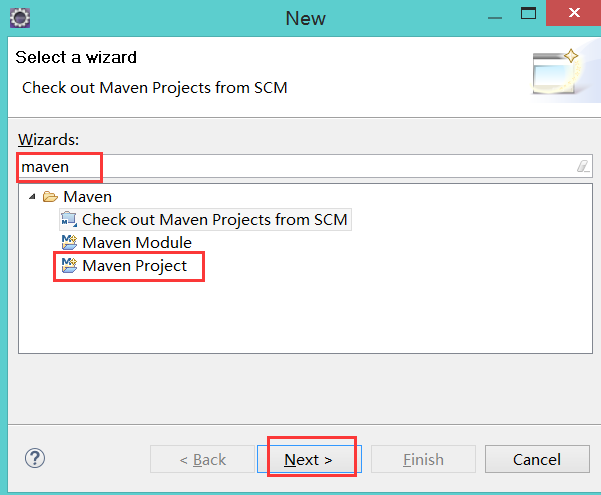 New
Select a wizard
Check out Maven Projects from SCM
Wizards:
maven
Maven
Check out Maven Projects from SCM
Maven Module
Maven Project
? < Back Next > Finish Cancel